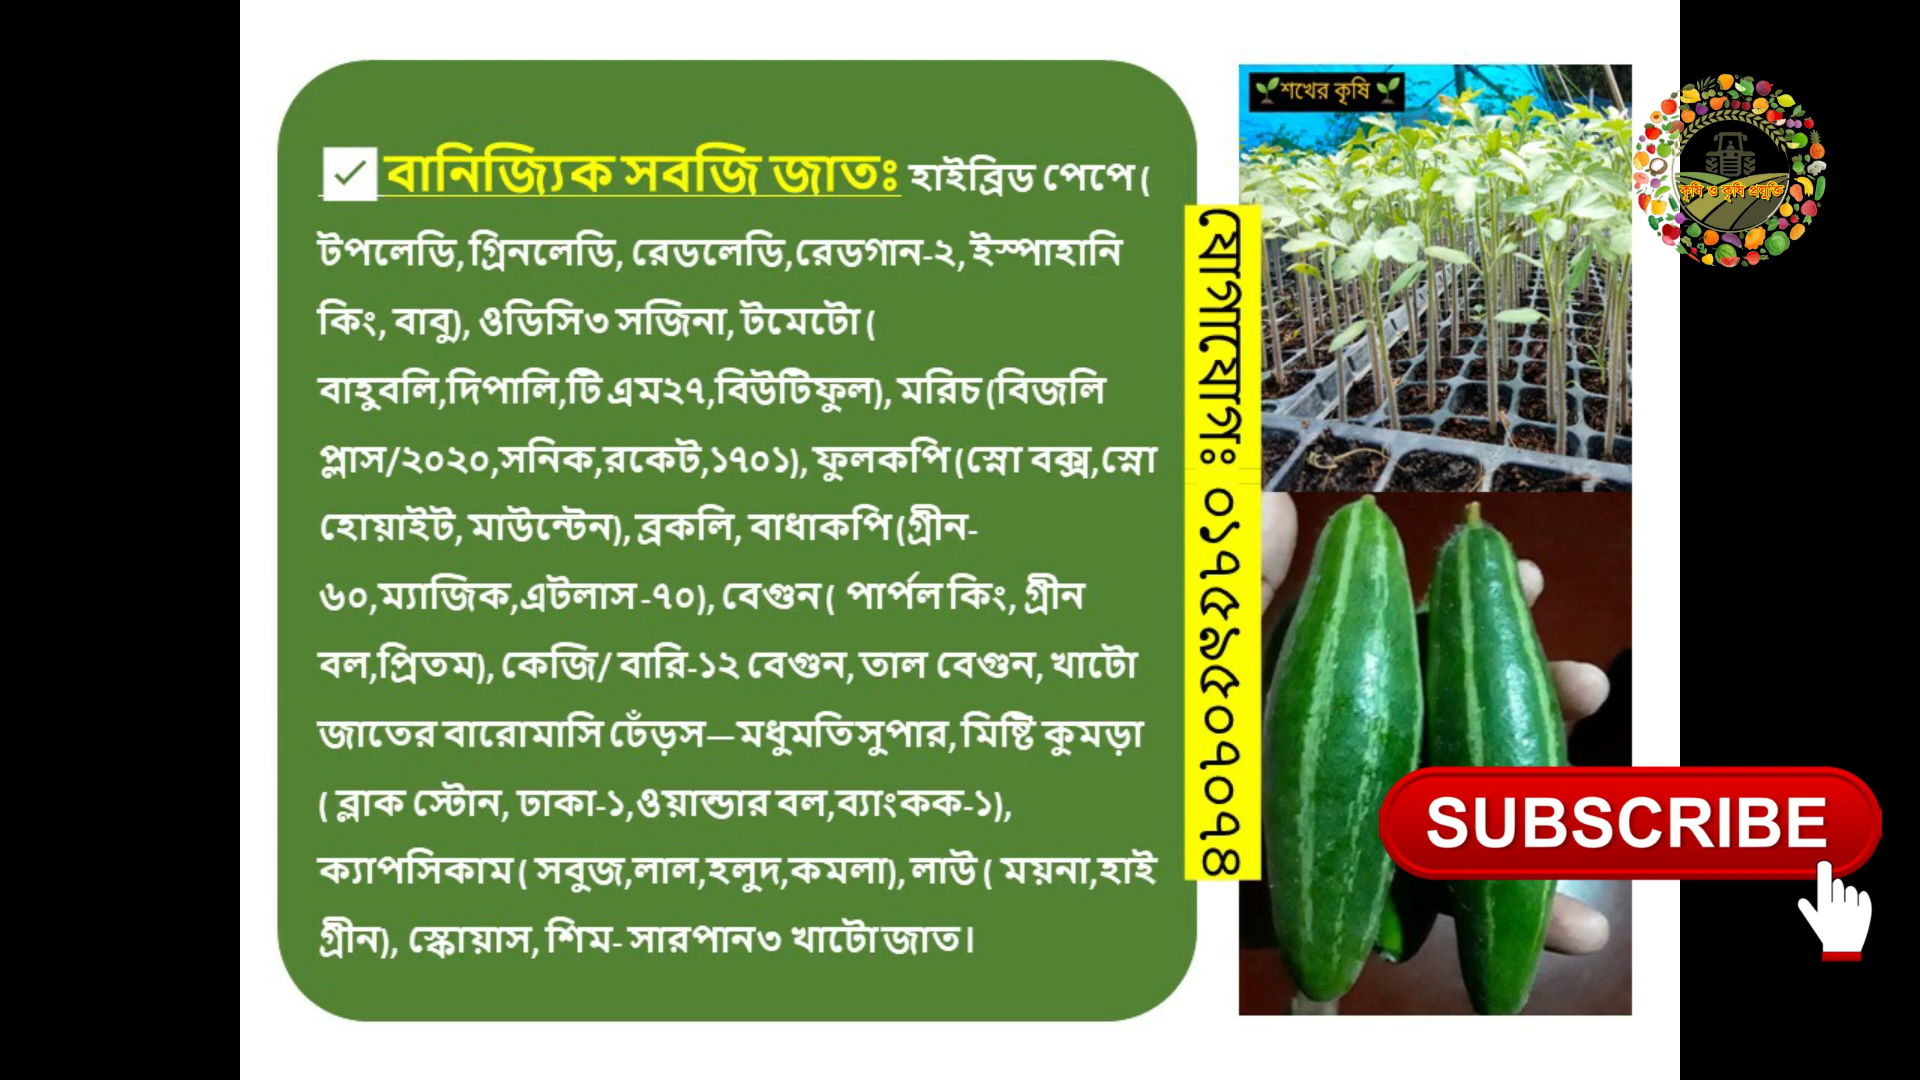 বানিজ্যিক সবজি জাতঃ হাইব্রিড পেপে (
টপলেডি, গ্রিনলেডি, রেডলেডি,রেডগান-২, ইস্পাহানি
কিং, বাবু), ওডিসি৩ সজিনা, টমেটো (
বাহুবলি,দিপালি,টি এম২৭,বিউটিফুল), মরিচ (বিজলি
প্লাস/২০২০,সনিক,রকেট,১৭০১), ফুলকপি (স্নো বক্স,স্নো
হোয়াইট, মাউন্টেন), ব্রকলি, বাধাকপি (গ্রীন-
৬০,ম্যাজিক,এটলাস -৭০), বেগুন ( পার্পল কিং, গ্রীন
বল,প্রিতম), কেজি/ বারি-১২ বেগুন, তাল বেগুন, খাটো
জাতের বারোমাসি ঢেঁড়স—মধুমতি সুপার, মিষ্টি কুমড়া
( ব্লাক স্টোন, ঢাকা-১,ওয়ান্ডার বল,ব্যাংকক-১),
ক্যাপসিকাম ( সবুজ,লাল,হলুদ,কমলা), লাউ ( ময়না,হাই
গ্রীন), স্কোয়াস, শিম- সারপান৩ খাটো জাত।
যোগাযোগঃ ০১৭৫৯৫০৭০৭৪
শখের কৃষি
কৃষি ও কৃষি প্রযুক্তি
SUBSCRIBE